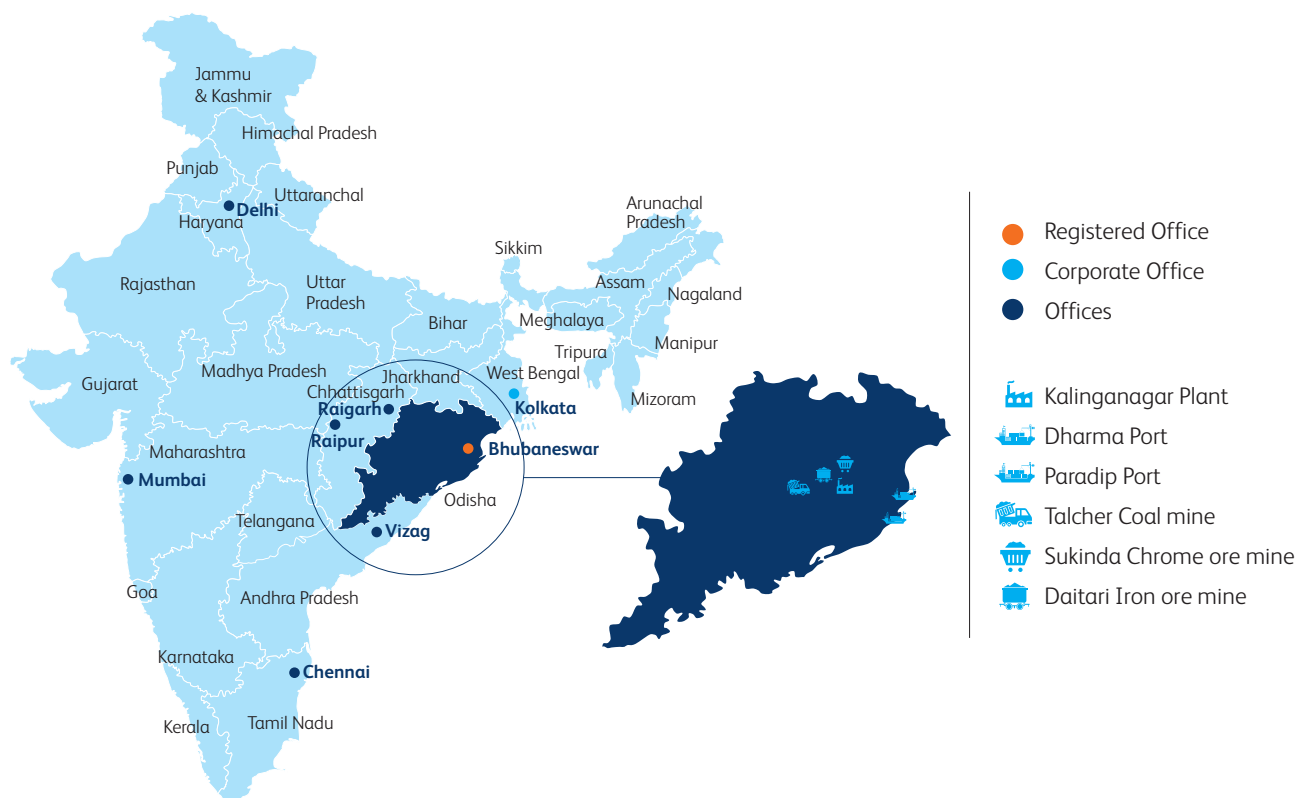 Jammu
& Kashmir
Himachal Pradesh
Punjab
Uttaranchal
Delhi
Haryana
Arunachal
Pradesh
Sikkim
Rajasthan
Uttar
Pradesh
Assam
Nagaland
Bihar
Meghalaya
Manipur
Tripura
Gujarat
Madhya Pradesh
Jharkhand
West Bengal
Chhattisgarh
Mizoram
Raigarh
Kolkata
Raipur
Maharashtra
Bhubaneswar
Mumbai
Odisha
Telangana
Vizag
Goa
Andhra Pradesh
Karnataka
Chennai
Kerala
Tamil Nadu
Registered Office
Corporate Office
Offices
Kalinganagar Plant
Dharma Port
Paradip Port
Talcher Coal mine
Sukinda Chrome ore mine
Daitari Iron ore mine